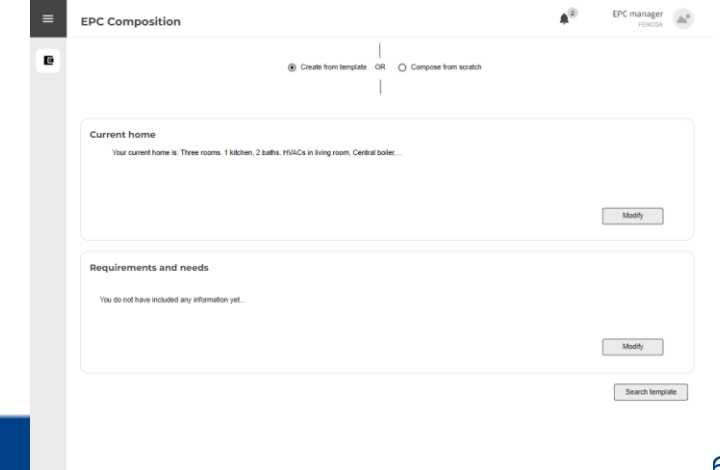 EPC Composition
2
EPC manager
FEMOSA
Create from template OR Compose from scratch
Current home
Your current home is: Three rooms, 1 kitchen, 2 baths, HVACs in living room, Central boiler,...
Modify
Requirements and needs
You do not have included any information yet...
Modify
Search template